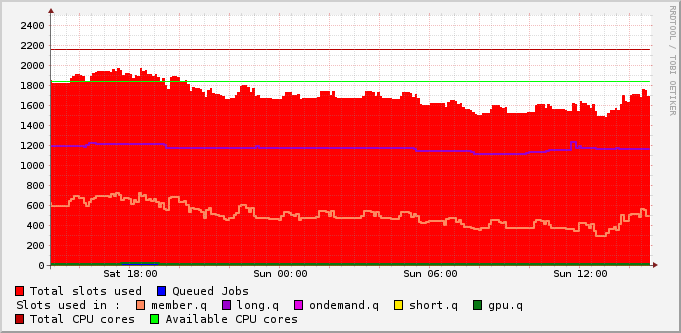 RRDTOOL / TOBI OETIKER
2400
2200
2000
1800
1600
1400
1200
1000
800
600
400
200
0
Sat 18:00 Sun 00:00 Sun 06:00 Sun 12:00
Total slots used Queued Jobs
Slots used in : member.q long.q ondemand.q short.q gpu.q
Total CPU cores Available CPU cores